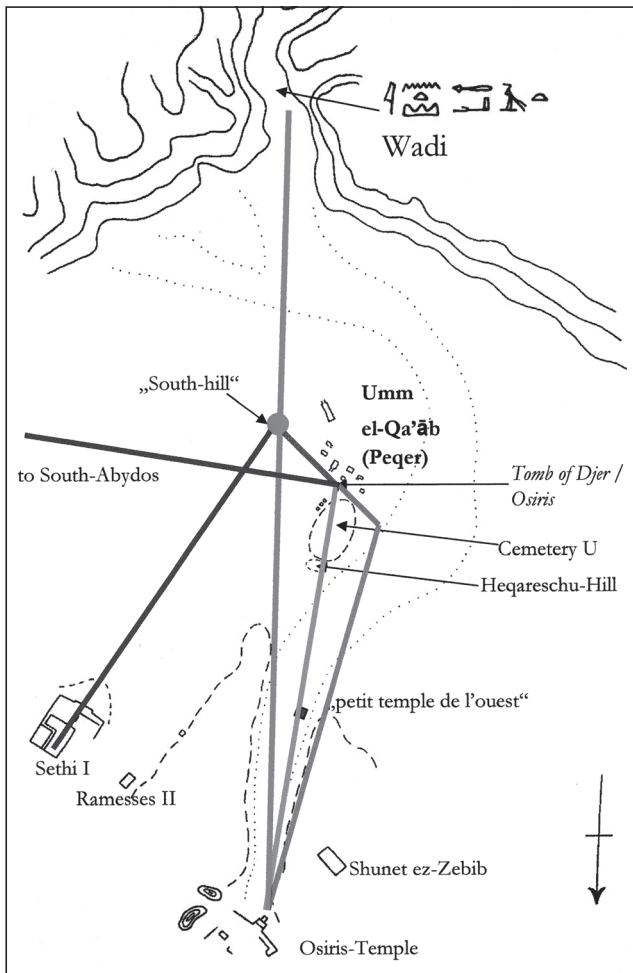 Wadi
„South-hill“
Umm
el-Qa’āb
(Peqer)
to South-Abydos
Tomb of Djer /
Osiris
Cemetery U
Heqareschu-Hill
„petit temple de l’ouest“
Sethi I
Ramesses II
Shunet ez-Zebib
Osiris-Temple